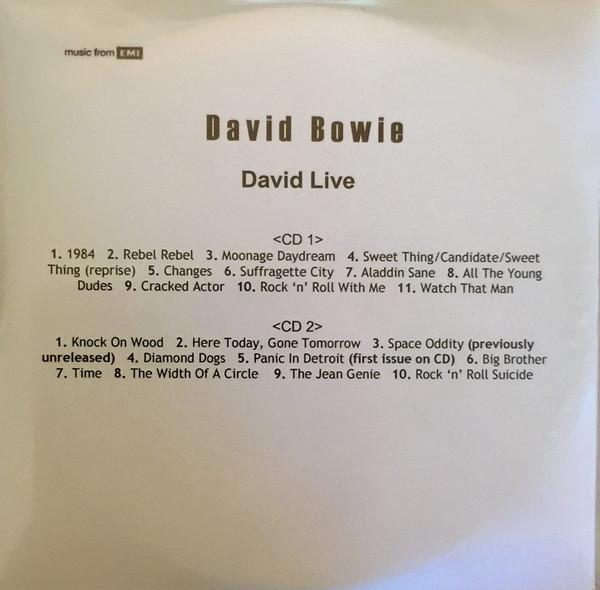 music from EMI
David Bowie
David Live
<CD 1>
1. 1984 2. Rebel Rebel 3. Moonage Daydream 4. Sweet Thing/Candidate/Sweet
Thing (reprise) 5. Changes 6. Suffragette City 7. Aladdin Sane 8. All The Young
Dudes 9. Cracked Actor 10. Rock ‘n’ Roll With Me 11. Watch That Man
<CD 2>
1. Knock On Wood 2. Here Today, Gone Tomorrow 3. Space Oddity (previously
unreleased) 4. Diamond Dogs 5. Panic In Detroit (first issue on CD) 6. Big Brother
7. Time 8. The Width Of A Circle 9. The Jean Genie 10. Rock ‘n’ Roll Suicide